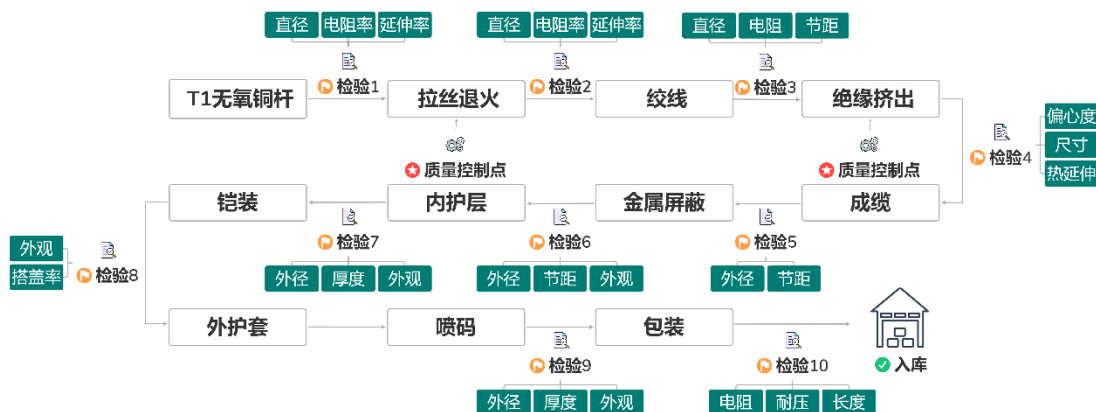 直径 电阻率 延伸率
直径 电阻率 延伸率
直径 电阻 节距
T1无氧铜杆
检验1
拉丝退火
检验2
绞线
检验3
绝缘挤出
质量控制点
质量控制点
检验4
偏心度
尺寸
热延伸
铠装
内护层
金属屏蔽
成缆
检验7
外径 厚度 外观
检验6
外径 节距 外观
检验5
外径 节距
外观
搭盖率
检验8
外护套
喷码
包装
入库
检验9
外径 厚度 外观
检验10
电阻 耐压 长度